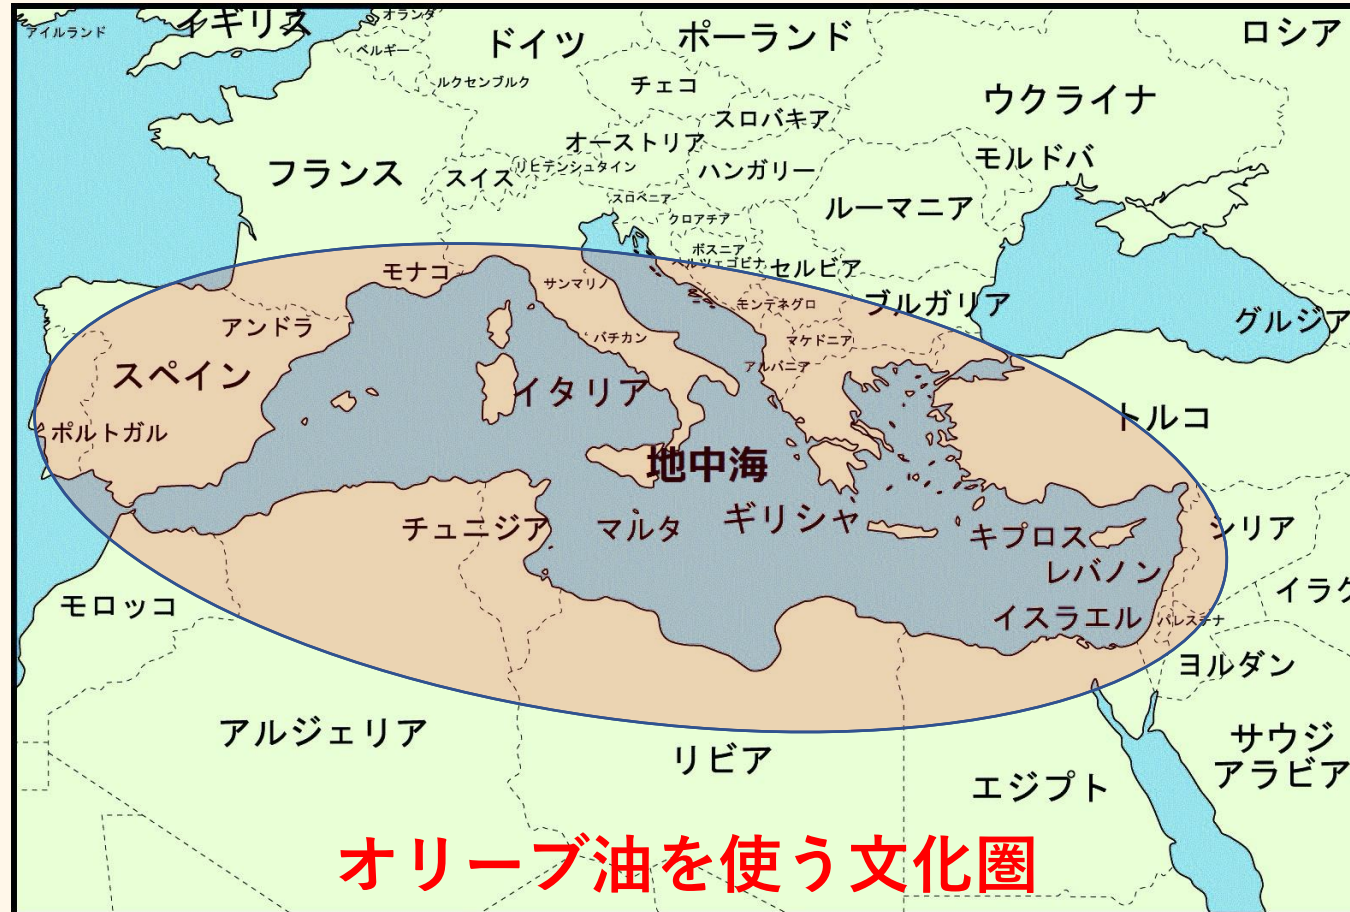 アイルランド
イギリス
オランダ
ベルギー
ドイツ
ポーランド
ロシア
ルクセンブルク
チェコ
ウクライナ
スロバキア
オーストリア
モルドバ
フランス
スイス
リヒテンシュタイン
ハンガリー
スロベニア
ルーマニア
クロアチア
ボスニア
ヘルツェゴビナ
セルビア
モナコ
サンマリノ
モンテネグロ
ブルガリア
グルジア
アンドラ
バチカン
マケドニア
アルバニア
スペイン
イタリア
トルコ
ポルトガル
地中海
チュニジア
マルタ
ギリシャ
キプロス
シリア
レバノン
イラク
モロッコ
イスラエル
パレスチナ
ヨルダン
アルジェリア
リビア
エジプト
サウジ
アラビア
オリーブ油を使う文化圏